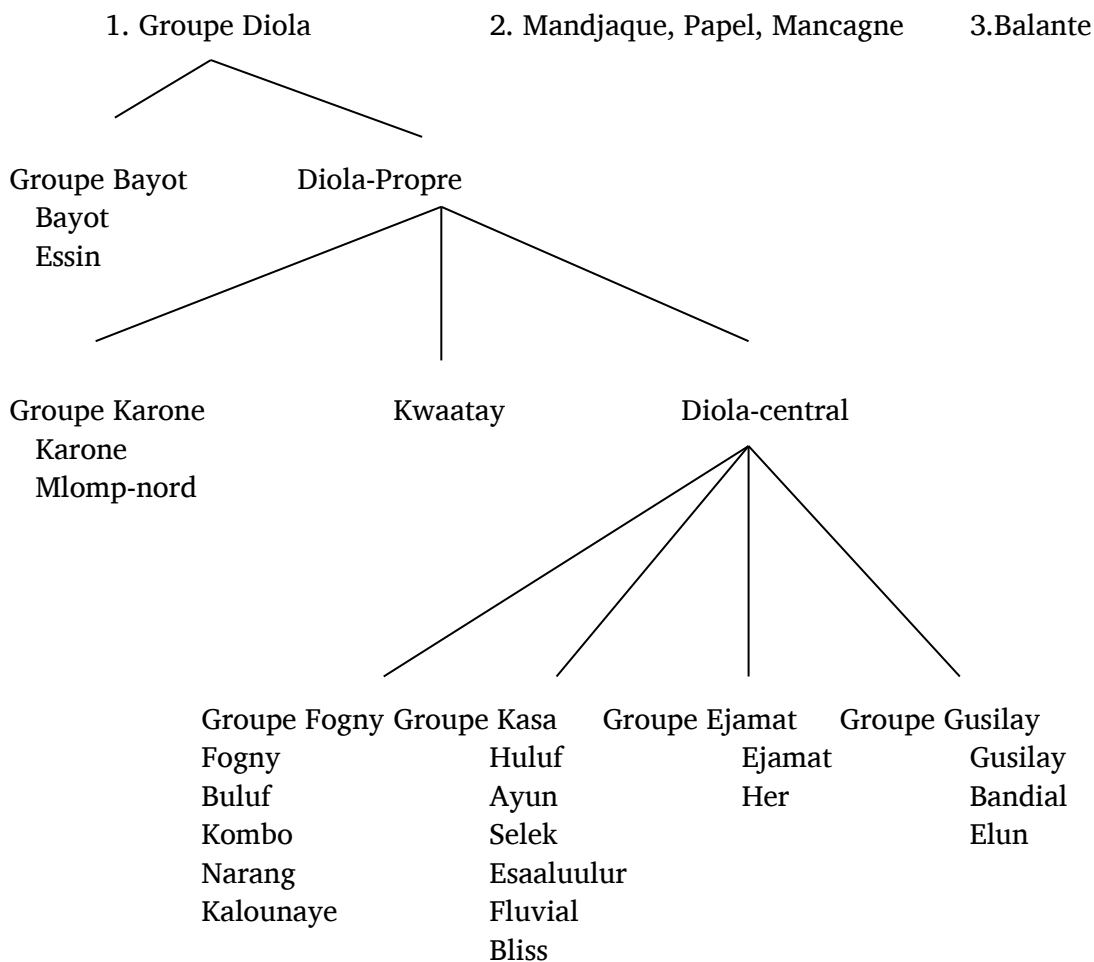 1. Groupe Diola 2. Mandjaque, Papel, Mancagne 3.Balante
Groupe Bayot Diola-Propre
Bayot
Essin
Groupe Karone Kwaatay Diola-central
Karone
Mlomp-nord
Groupe Fogny Groupe Kasa Groupe Ejamat Groupe Gusilay
Fogny Huluf Ejamat Gusilay
Buluf Ayun Her Bandial
Kombo Selek Elun
Narang Esaaluulur
Kalounaye Fluvial
Bliss